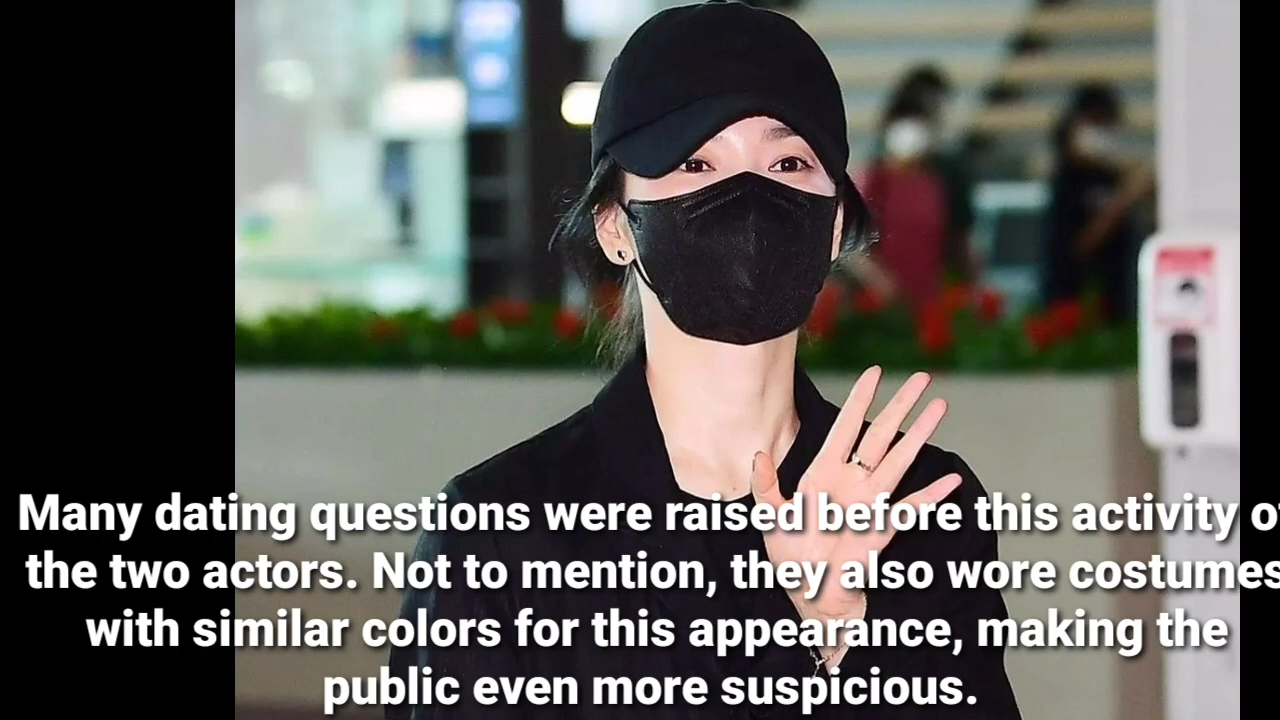 Many dating questions were raised before this activity of
the two actors. Not to mention, they also wore costumes
with similar colors for this appearance, making the
public even more suspicious.